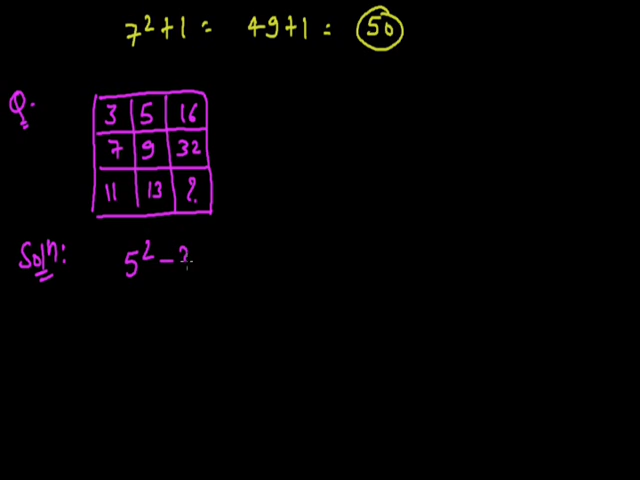 7²+1 = 49+1 = 50
Q.
3 5 16
7 9 32
11 13 ?
Solⁿ: 5² -